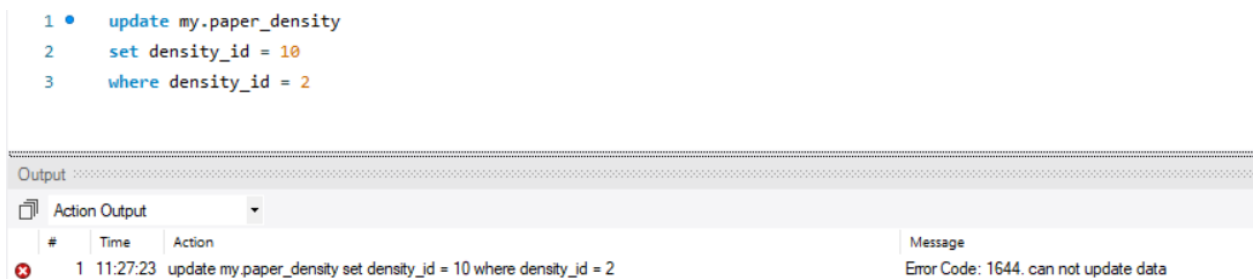 1 update my.paper_density
2 set density_id = 10
3 where density_id = 2
Output
Action Output
# Time Action Message
1 11:27:23 update my.paper_density set density_id = 10 where density_id = 2 Error Code: 1644. can not update data